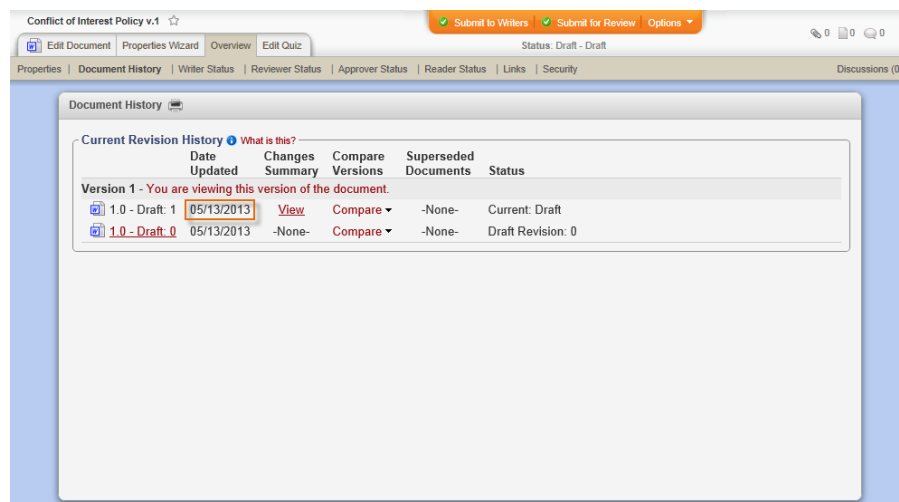 Conflict of Interest Policy v.1
Submit to Writers Submit for Review Options
0 0 0
Edit Document Properties Wizard Overview Edit Quiz
Status: Draft - Draft
Properties | Document History | Writer Status | Reviewer Status | Approver Status | Reader Status | Links | Security
Discussions (0
Document History
Current Revision History What is this?
Date Updated Changes Summary Compare Versions Superseded Documents Status
Version 1 - You are viewing this version of the document.
1.0 - Draft: 1 05/13/2013 View Compare -None- Current: Draft
1.0 - Draft: 0 05/13/2013 -None- Compare -None- Draft Revision: 0